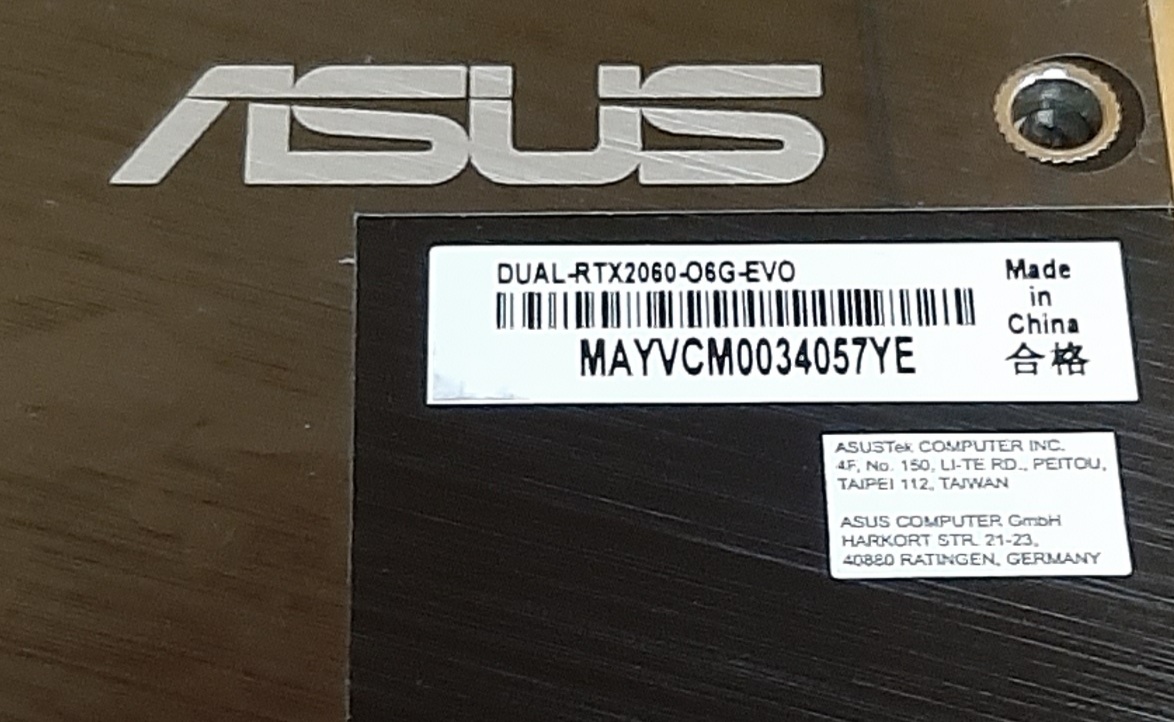 ASUS
DUAL-RTX2060-O6G-EVO
MAYVCM0034057YE
Made
in
China
合格
ASUSTek COMPUTER INC.
4F, No. 150, LI-TE RD., PEITOU,
TAIPEI 112, TAIWAN
ASUS COMPUTER GmbH
HARKORT STR. 21-23,
40880 RATINGEN, GERMANY